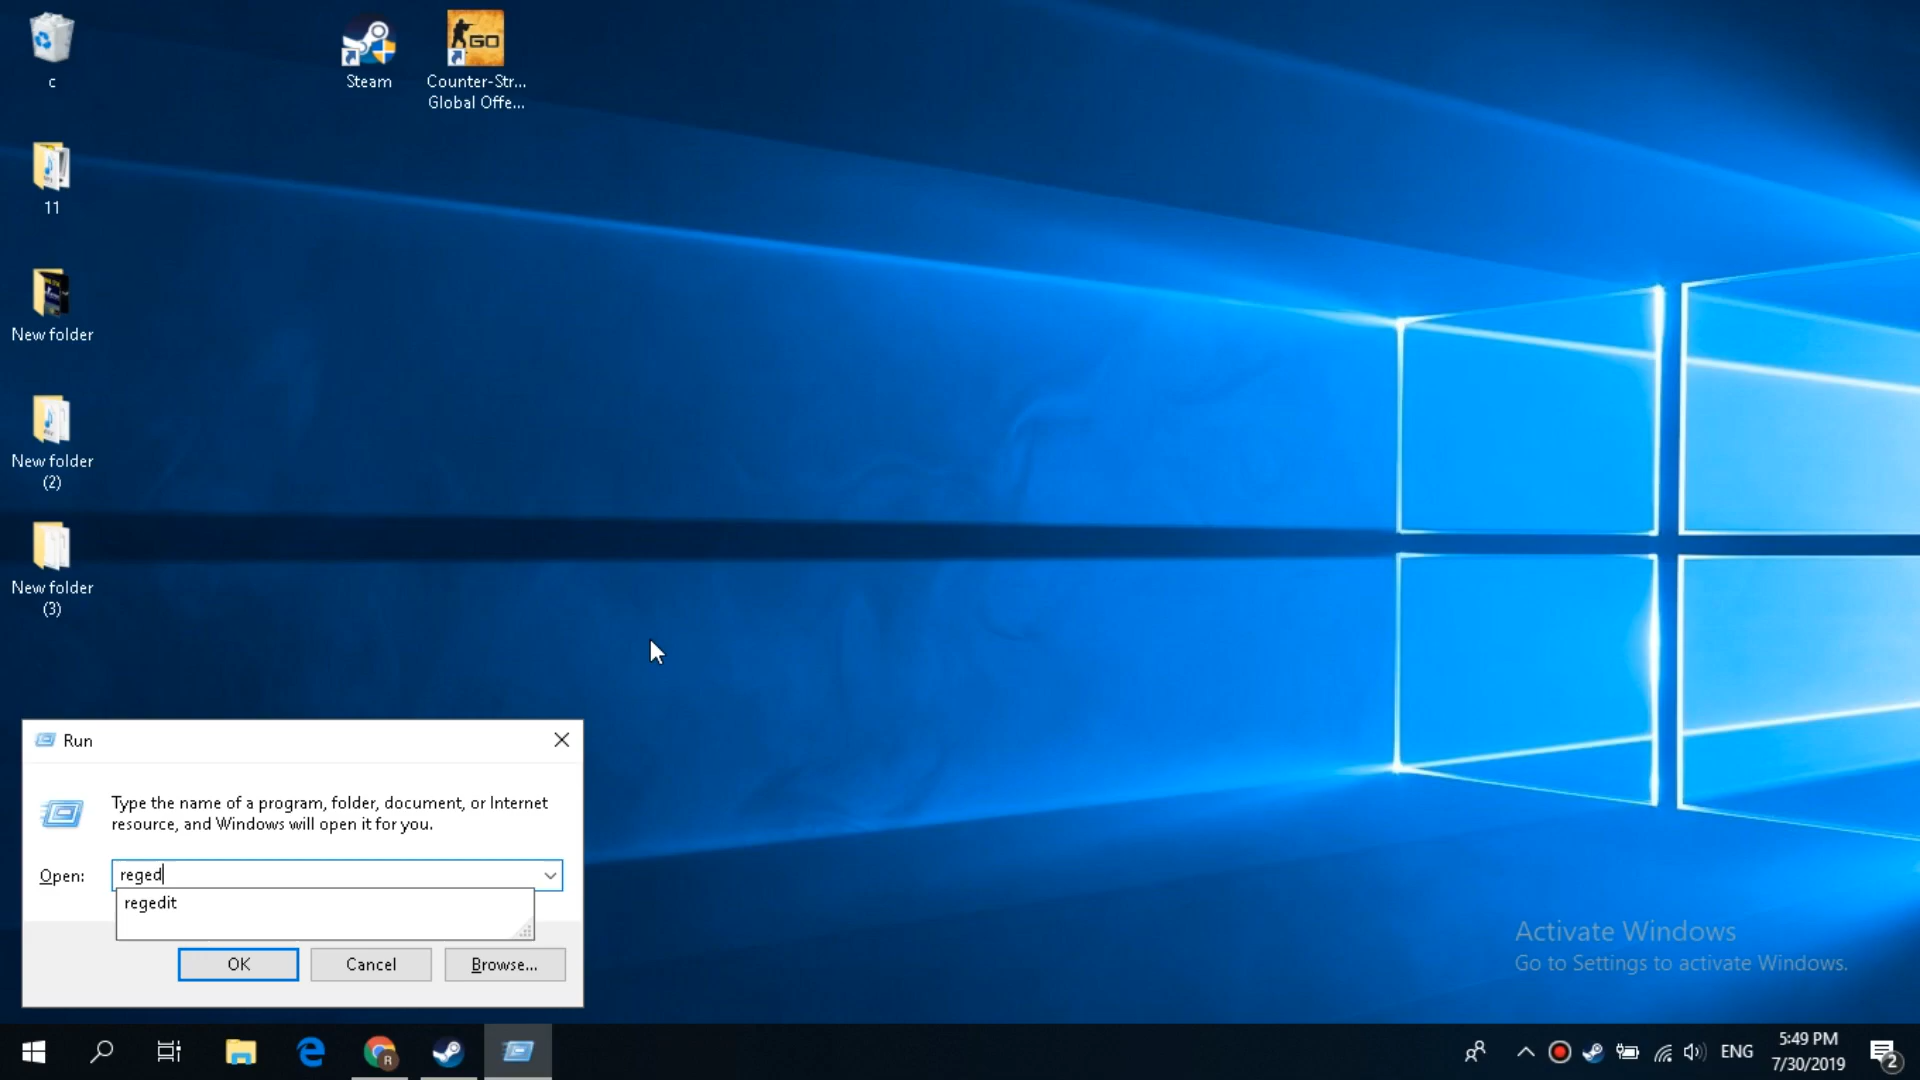 c
Steam
GO
Counter-Str...
Global Offe...
11
New folder
New folder
(2)
New folder
(3)
Run
Type the name of a program, folder, document, or Internet
resource, and Windows will open it for you.
Open:
reged
regedit
OK
Cancel
Browse...
Activate Windows
Go to Settings to activate Windows.
R
ENG
5:49 PM
7/30/2019
2